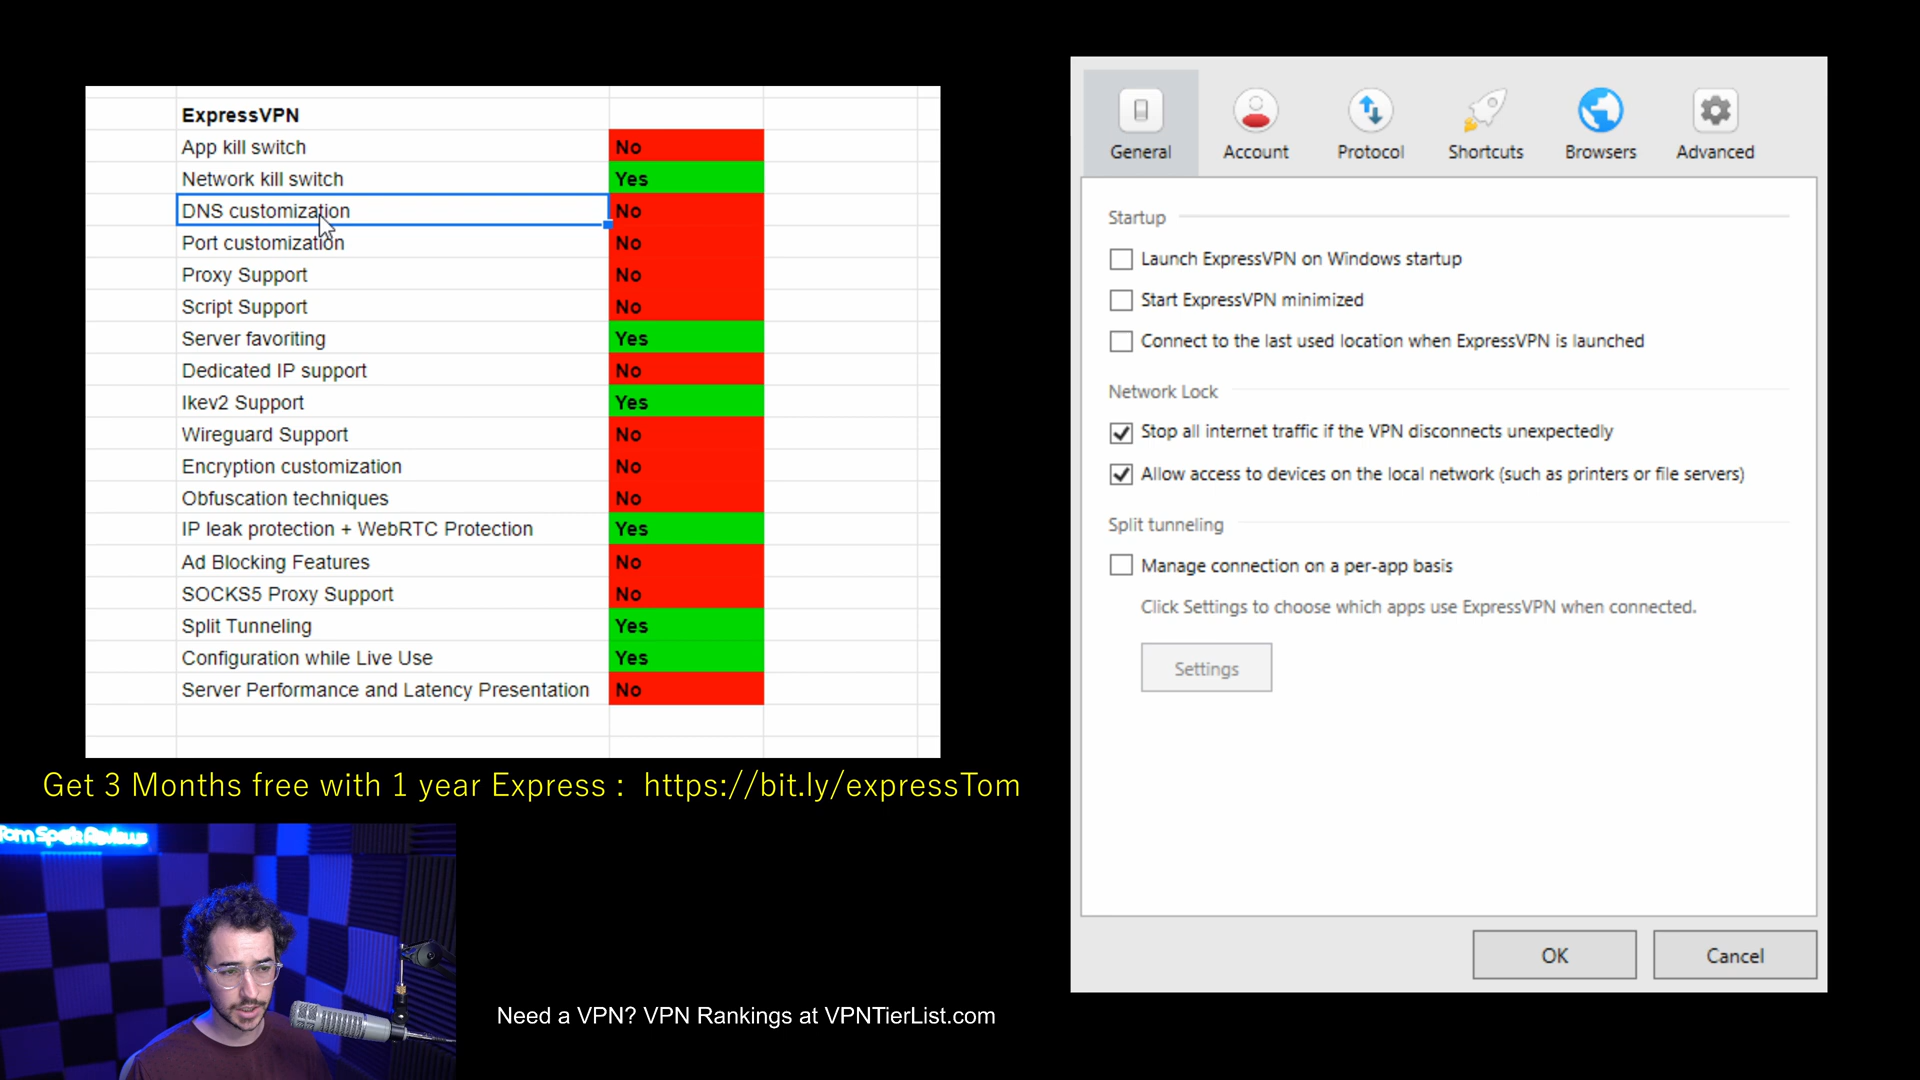 ExpressVPN
App kill switch No
Network kill switch Yes
DNS customization No
Port customization No
Proxy Support No
Script Support No
Server favoriting Yes
Dedicated IP support No
Ikev2 Support Yes
Wireguard Support No
Encryption customization No
Obfuscation techniques No
IP leak protection + WebRTC Protection Yes
Ad Blocking Features No
SOCKS5 Proxy Support No
Split Tunneling Yes
Configuration while Live Use Yes
Server Performance and Latency Presentation No
Get 3 Months free with 1 year Express : https://bit.ly/expressTom
Tom Spark Reviews
Need a VPN? VPN Rankings at VPNTierList.com
General Account Protocol Shortcuts Browsers Advanced
Startup
Launch ExpressVPN on Windows startup
Start ExpressVPN minimized
Connect to the last used location when ExpressVPN is launched
Network Lock
Stop all internet traffic if the VPN disconnects unexpectedly
Allow access to devices on the local network (such as printers or file servers)
Split tunneling
Manage connection on a per-app basis
Click Settings to choose which apps use ExpressVPN when connected.
Settings
OK Cancel